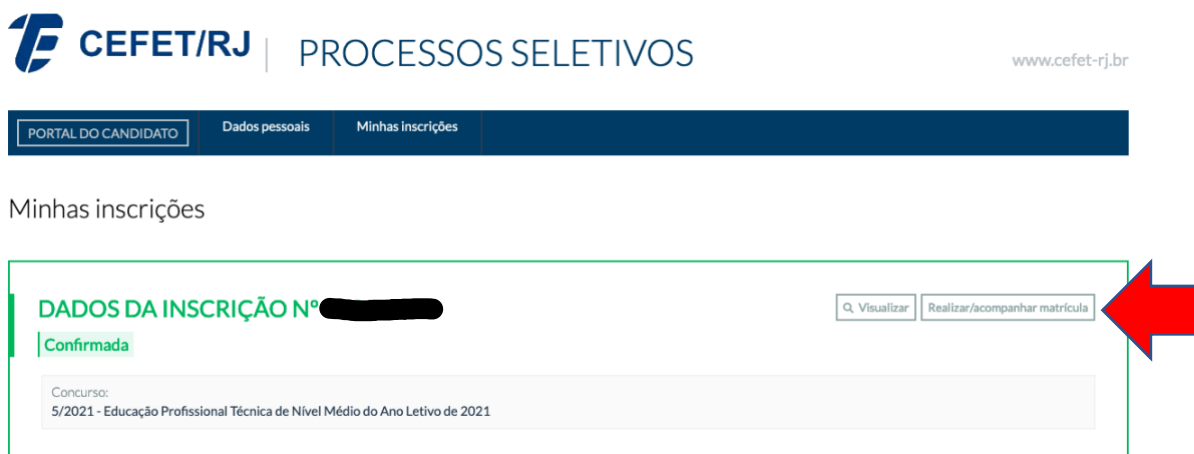 CEFET/RJ PROCESSOS SELETIVOS
www.cefet-rj.br
PORTAL DO CANDIDATO Dados pessoais Minhas inscrições
Minhas inscrições
DADOS DA INSCRIÇÃO Nº
Visualizar Realizar/acompanhar matrícula
Confirmada
Concurso:
5/2021 - Educação Profissional Técnica de Nível Médio do Ano Letivo de 2021